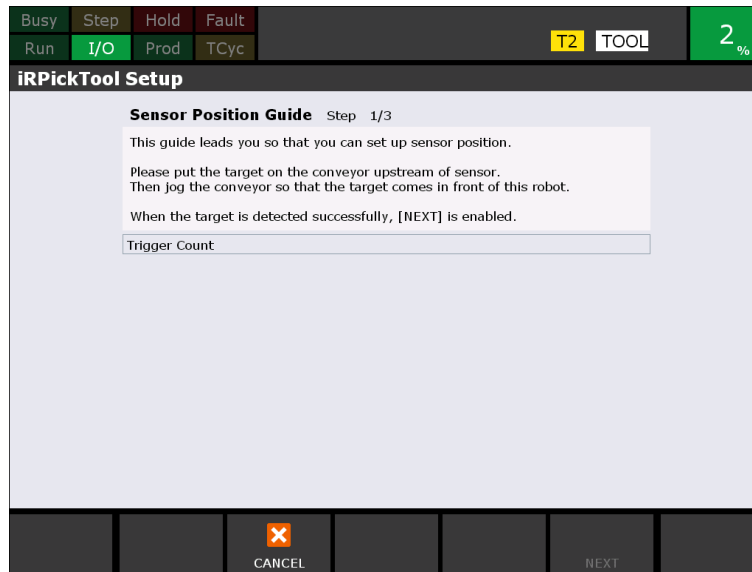 Busy Step Hold Fault
Run I/O Prod TCyc
T2 TOOL
2 %
iRPickTool Setup
Sensor Position Guide Step 1/3
This guide leads you so that you can set up sensor position.
Please put the target on the conveyor upstream of sensor.
Then jog the conveyor so that the target comes in front of this robot.
When the target is detected successfully, [NEXT] is enabled.
Trigger Count
CANCEL
NEXT